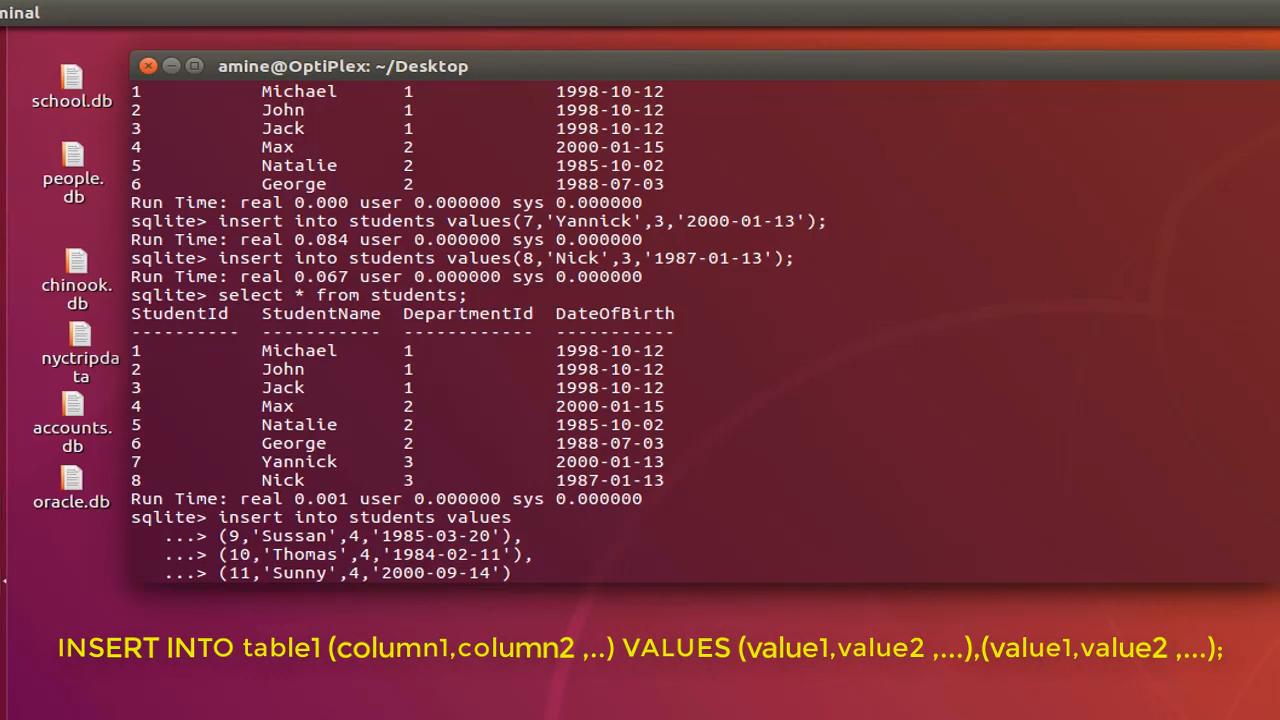 minal
school.db
people.
db
chinook.
db
nyctripda
ta
accounts.
db
oracle.db
amine@OptiPlex: ~/Desktop
1 Michael 1 1998-10-12
2 John 1 1998-10-12
3 Jack 1 1998-10-12
4 Max 2 2000-01-15
5 Natalie 2 1985-10-02
6 George 2 1988-07-03
Run Time: real 0.000 user 0.000000 sys 0.000000
sqlite> insert into students values(7,'Yannick',3,'2000-01-13');
Run Time: real 0.084 user 0.000000 sys 0.000000
sqlite> insert into students values(8,'Nick',3,'1987-01-13');
Run Time: real 0.067 user 0.000000 sys 0.000000
sqlite> select * from students;
StudentId StudentName DepartmentId DateOfBirth
---------- ----------- ------------ -----------
1 Michael 1 1998-10-12
2 John 1 1998-10-12
3 Jack 1 1998-10-12
4 Max 2 2000-01-15
5 Natalie 2 1985-10-02
6 George 2 1988-07-03
7 Yannick 3 2000-01-13
8 Nick 3 1987-01-13
Run Time: real 0.001 user 0.000000 sys 0.000000
sqlite> insert into students values
...> (9,'Sussan',4,'1985-03-20'),
...> (10,'Thomas',4,'1984-02-11'),
...> (11,'Sunny',4,'2000-09-14')
INSERT INTO table1 (column1,column2 ,..) VALUES (value1,value2 ,...),(value1,value2 ,...);